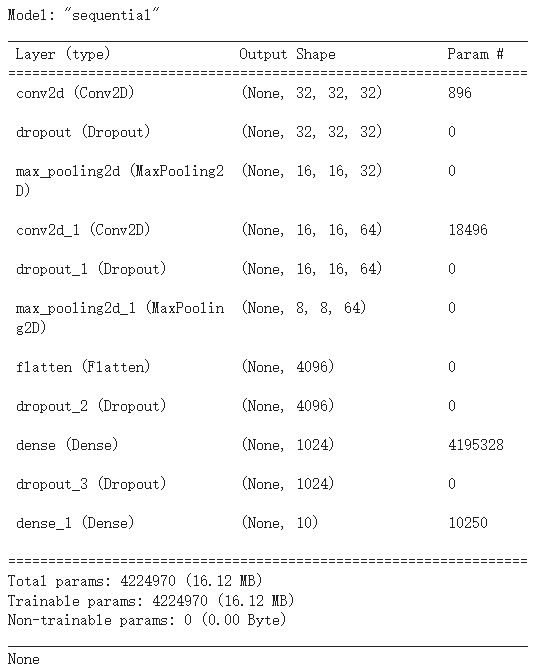 Model: "sequential"
Layer (type) Output Shape Param #
=================================================================
conv2d (Conv2D) (None, 32, 32, 32) 896
dropout (Dropout) (None, 32, 32, 32) 0
max_pooling2d (MaxPooling2 (None, 16, 16, 32) 0
D)
conv2d_1 (Conv2D) (None, 16, 16, 64) 18496
dropout_1 (Dropout) (None, 16, 16, 64) 0
max_pooling2d_1 (MaxPoolin (None, 8, 8, 64) 0
g2D)
flatten (Flatten) (None, 4096) 0
dropout_2 (Dropout) (None, 4096) 0
dense (Dense) (None, 1024) 4195328
dropout_3 (Dropout) (None, 1024) 0
dense_1 (Dense) (None, 10) 10250
=================================================================
Total params: 4224970 (16.12 MB)
Trainable params: 4224970 (16.12 MB)
Non-trainable params: 0 (0.00 Byte)
None